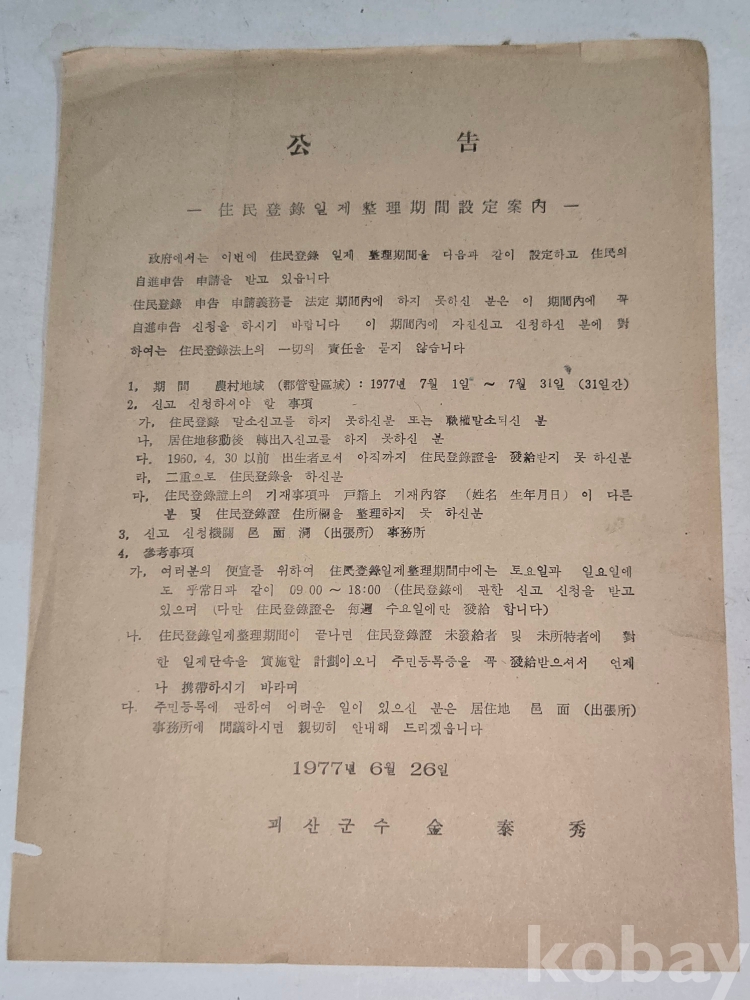 公 告
— 住民登錄일제整理期間設定案内 —
政府에서는 이번에 住民登錄 일제 整理期間을 다음과 같이 設定하고 住民의
自進申告 申請을 받고 있읍니다
住民登錄 申告 申請義務를 法定 期間內에 하지 못하신 분은 이 期間內에 꼭
自進申告 신청을 하시기 바랍니다 이 期間內에 자진신고 신청하신 분에 對
하여는 住民登錄法上의 一切의 責任을 묻지 않습니다
1, 期間 農村地域 (郡管할區域) : 1977년 7월 1일 ~ 7월 31일 (31일간)
2, 신고 신청하셔야 할 事項
가, 住民登錄 말소신고를 하지 못하신분 또는 職權말소되신 분
나, 居住地移動後 轉出入신고를 하지 못하신 분
다, 1960, 4, 30 以前 出生者로서 아직까지 住民登錄證을 發給받지 못 하신분
라, 二重으로 住民登錄을 하신분
마, 住民登錄證上의 기재事項과 戸籍上 기재內容 (姓名 生年月日) 이 다른
분 및 住民登錄證 住所欄을 整理하지 못 하신분
3, 신고 신청機關 邑 面 (出張所) 事務所
4, 參考事項
가, 여러분의 便宜를 위하여 住民登錄일제整理期間中에는 토요일과 일요일에
도 乎常日과 같이 09 00 ~ 18:00 (住民登錄에 관한 신고 신청을 받고
있으며 (다만 住民登錄證은 每週 수요일에만 發給 합니다)
나. 住民登錄일제整理期間이 끝나면 住民登錄證 未發給者 및 未所特者에 對
한 일제단속을 實施할 計劃이오니 주민등록증을 꼭 發給받으셔서 언제
나 携帶하시기 바라며
다. 주민등록에 관하여 어려운 일이 있으신 분은 居住地 邑 面 (出張所)
事務所에 問議하시면 親切히 안내해 드리겠읍니다
1977년 6월 26일
괴산군수 金 泰 秀
kobay